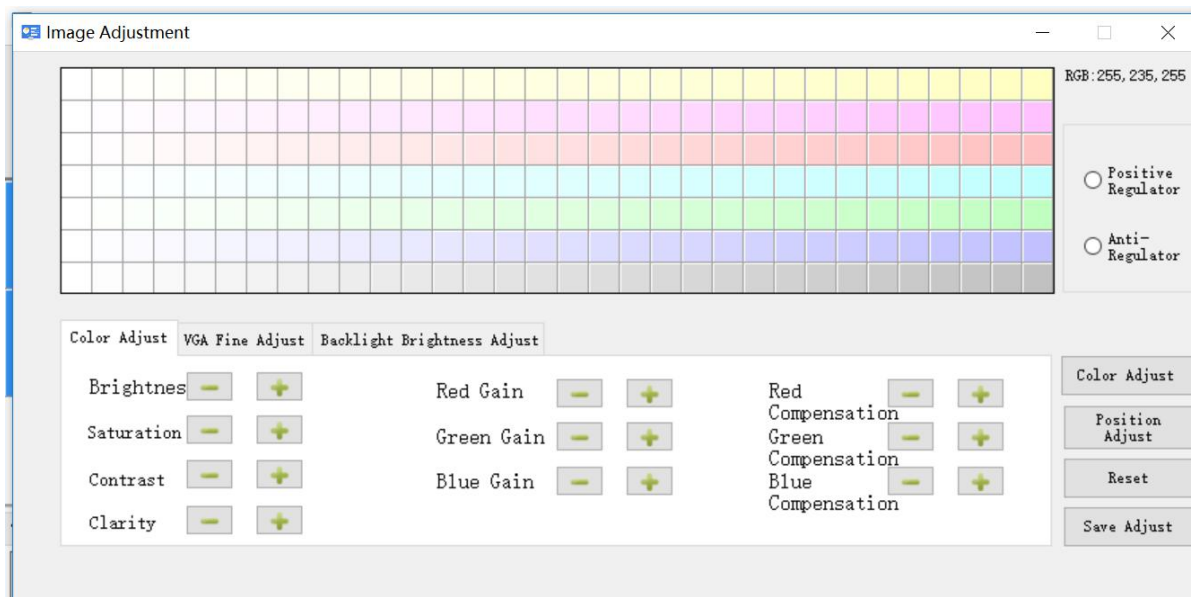 Image Adjustment
RGB:255,235,255
Positive
Regulator
Anti-
Regulator
Color Adjust
VGA Fine Adjust
Backlight Brightness Adjust
Brightnes
Saturation
Contrast
Clarity
Red Gain
Green Gain
Blue Gain
Red
Compensation
Green
Compensation
Blue
Compensation
Color Adjust
Position
Adjust
Reset
Save Adjust